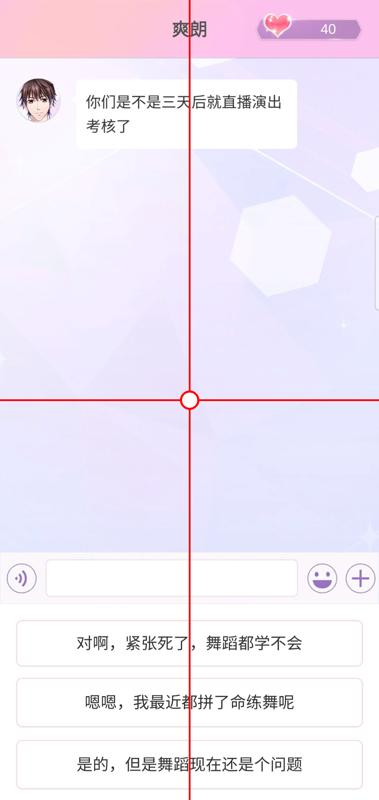 爽朗
40
你们是不是三天后就直播演出
考核了
对啊，紧张死了，舞蹈都学不会
嗯嗯，我最近都拼了命练舞呢
是的，但是舞蹈现在还是个问题